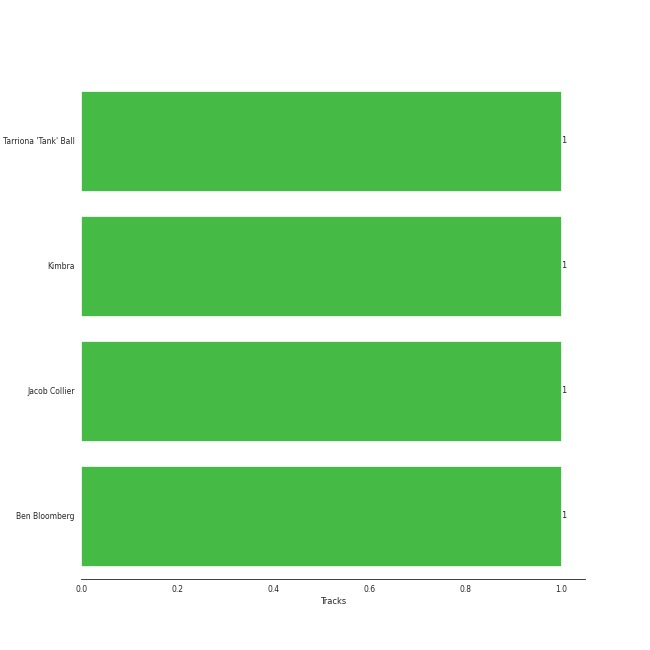 Tarriona 'Tank' Ball
1
Kimbra
1
Jacob Collier
1
Ben Bloomberg
1
0.0 0.2 0.4 0.6 0.8 1.0
Tracks